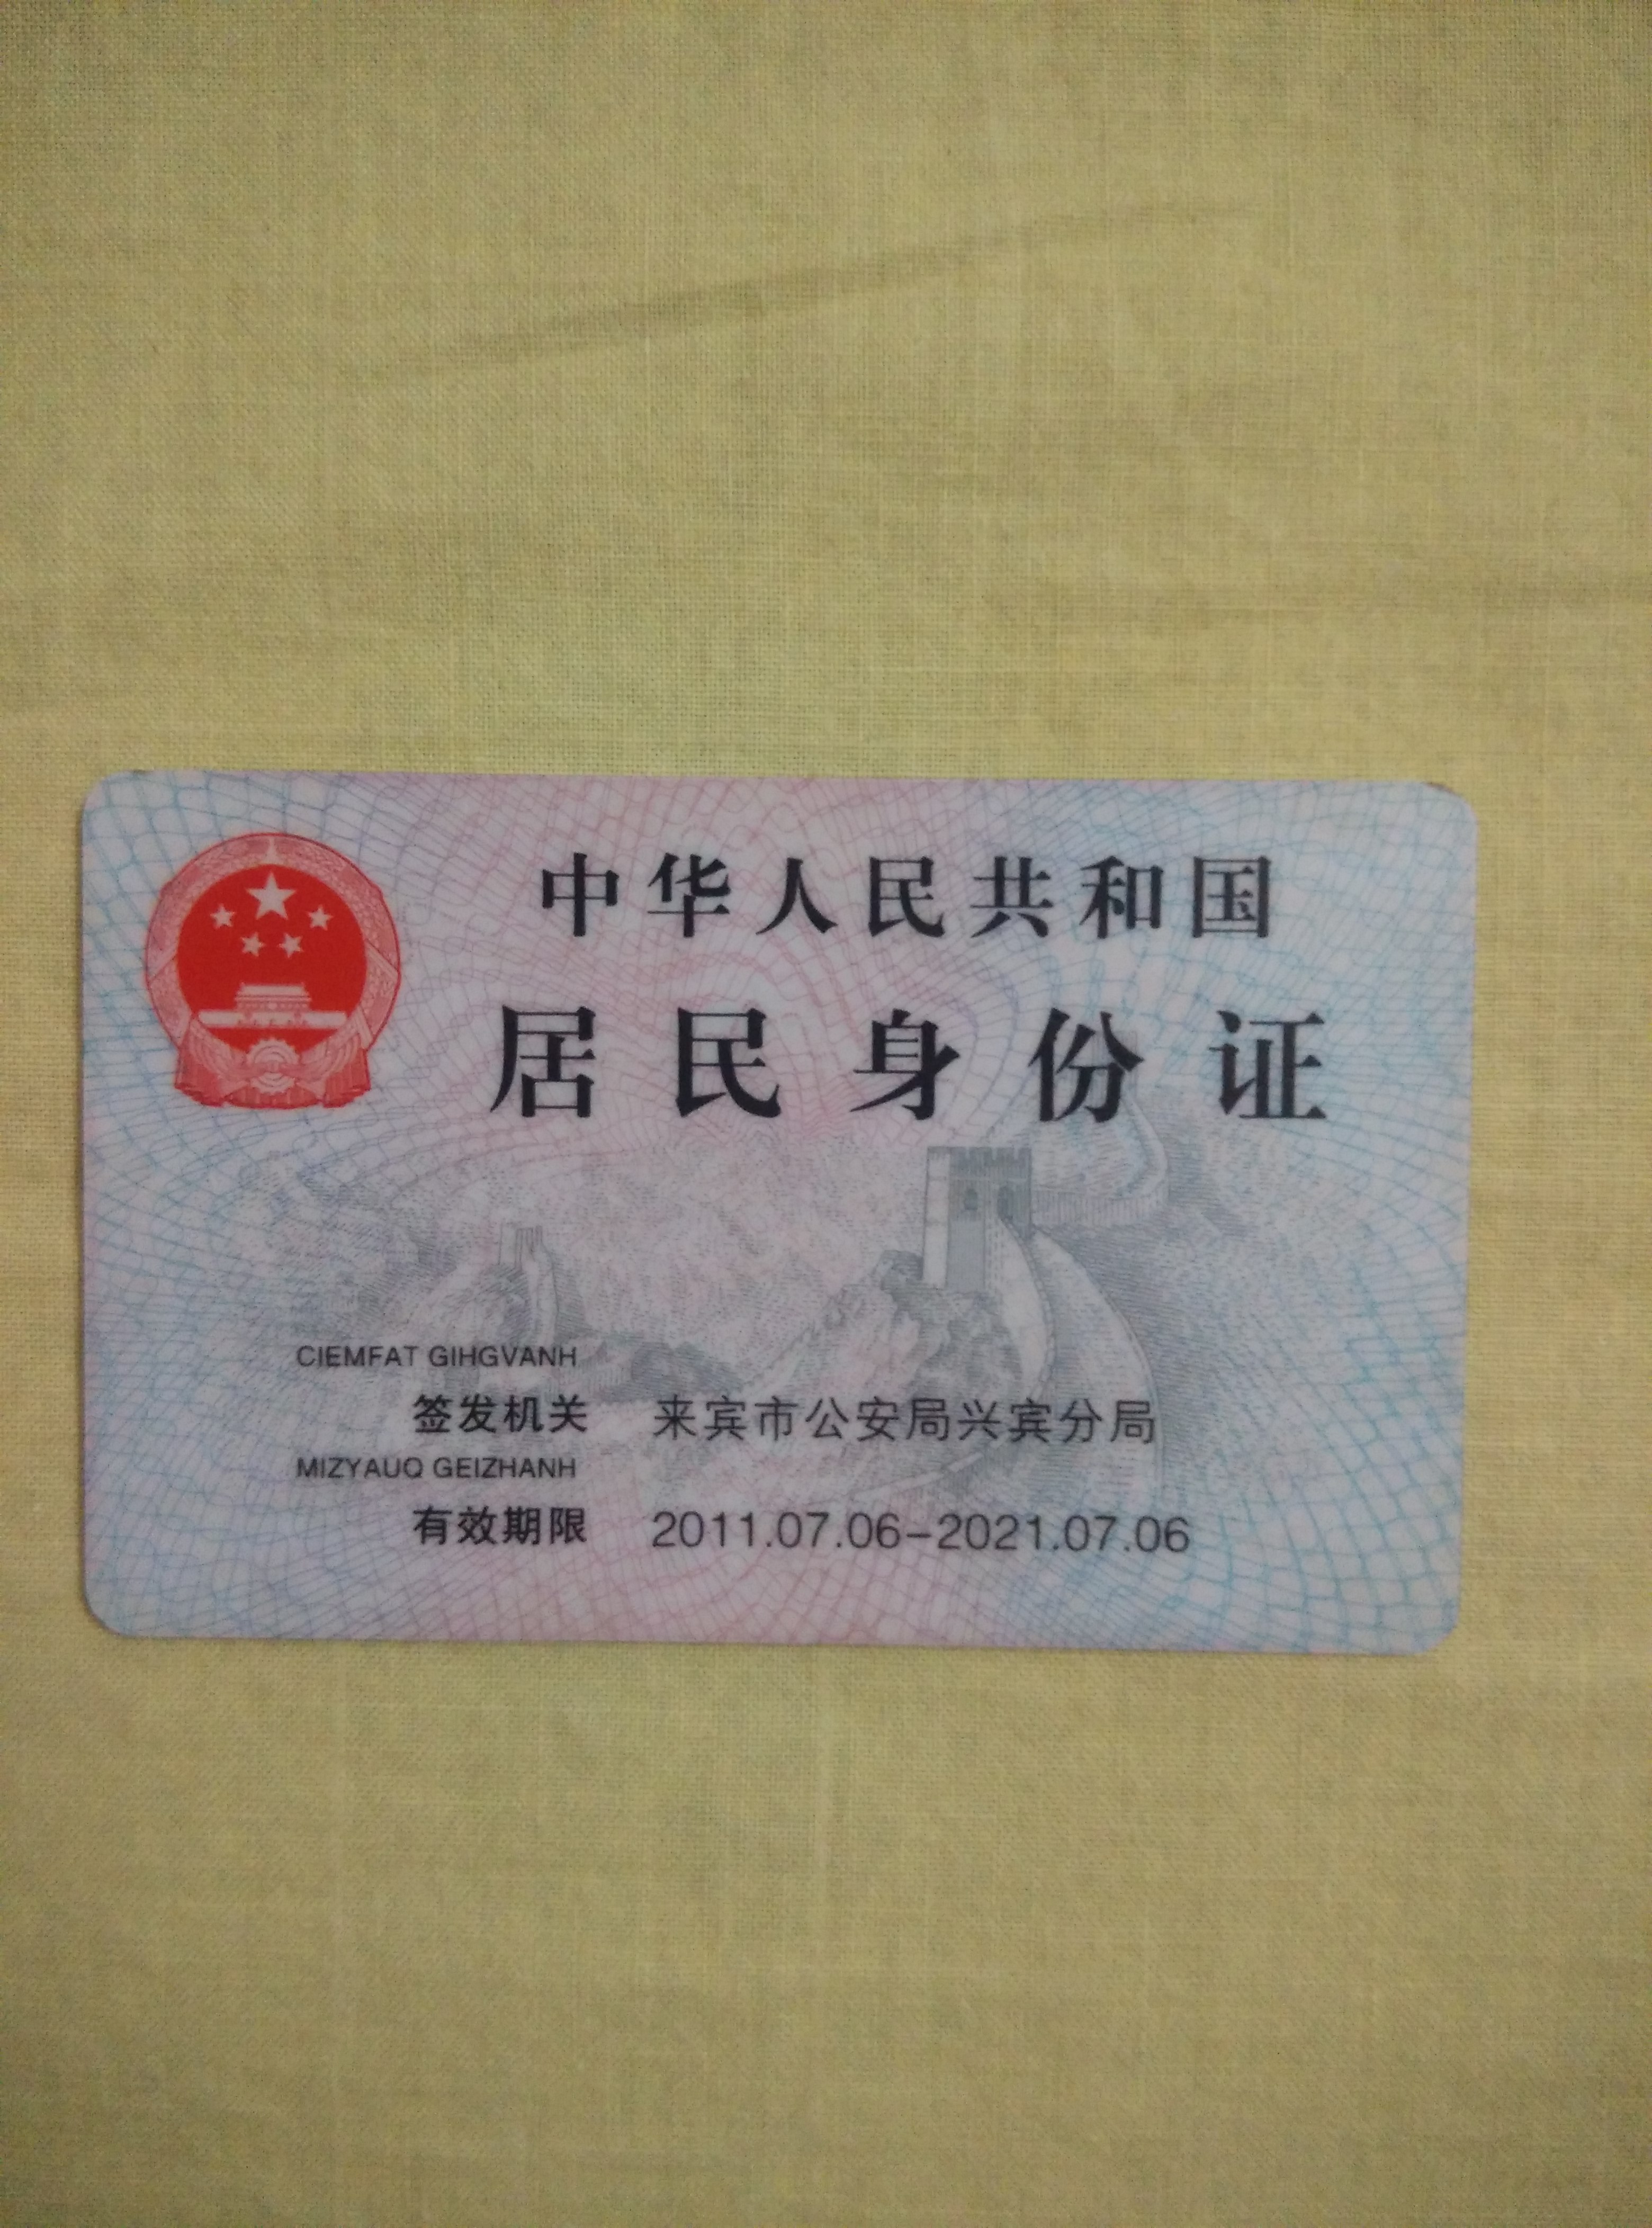 中华人民共和国
居民身份证
CIEMFAT GIHGVANH
签发机关 来宾市公安局兴宾分局
MIZYAUQ GEIZHANH
有效期限 2011.07.06-2021.07.06